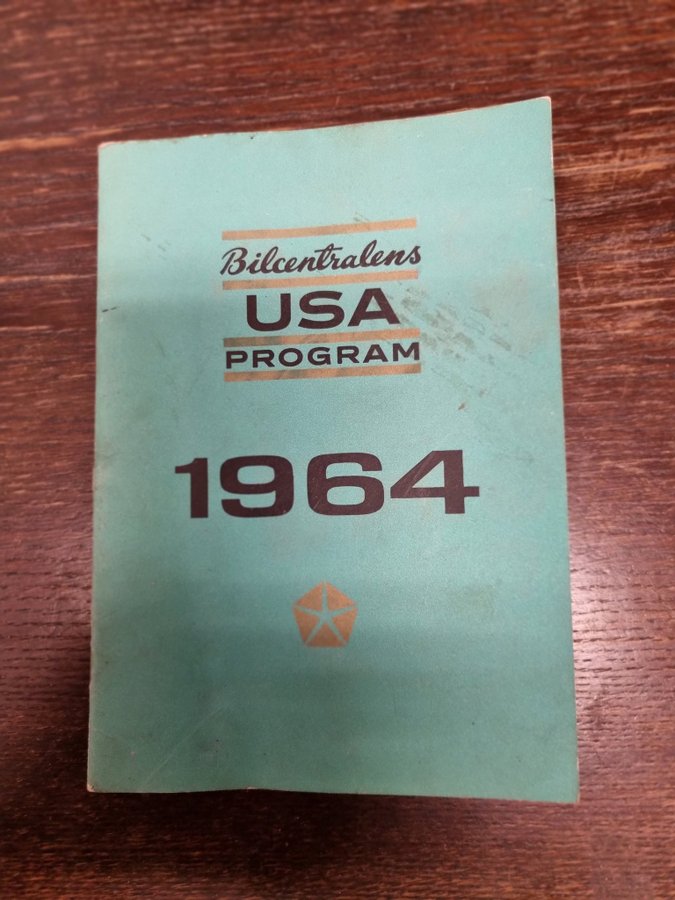 Bilcentralens
USA
PROGRAM
1964